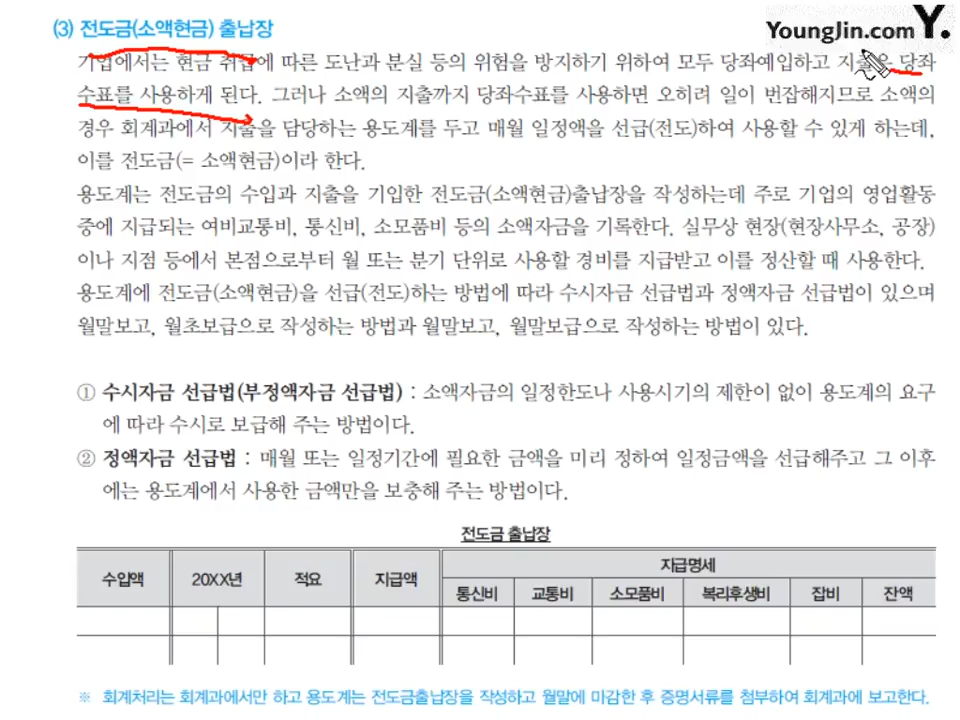 (3) 전도금(소액현금) 출납장
YoungJin.com Y.
기업에서는 현금 취급에 따른 도난과 분실 등의 위험을 방지하기 위하여 모두 당좌예입하고 지출은 당좌
수표를 사용하게 된다. 그러나 소액의 지출까지 당좌수표를 사용하면 오히려 일이 번잡해지므로 소액의
경우 회계과에서 지출을 담당하는 용도계를 두고 매월 일정액을 선급(전도)하여 사용할 수 있게 하는데,
이를 전도금(= 소액현금)이라 한다.
용도계는 전도금의 수입과 지출을 기입한 전도금(소액현금)출납장을 작성하는데 주로 기업의 영업활동
중에 지급되는 여비교통비, 통신비, 소모품비 등의 소액자금을 기록한다. 실무상 현장(현장사무소, 공장)
이나 지점 등에서 본점으로부터 월 또는 분기 단위로 사용할 경비를 지급받고 이를 정산할 때 사용한다.
용도계에 전도금(소액현금)을 선급(전도)하는 방법에 따라 수시자금 선급법과 정액자금 선급법이 있으며
월말보고, 월초보급으로 작성하는 방법과 월말보고, 월말보급으로 작성하는 방법이 있다.
① 수시자금 선급법(부정액자금 선급법) : 소액자금의 일정한도나 사용시기의 제한이 없이 용도계의 요구
에 따라 수시로 보급해 주는 방법이다.
② 정액자금 선급법 : 매월 또는 일정기간에 필요한 금액을 미리 정하여 일정금액을 선급해주고 그 이후
에는 용도계에서 사용한 금액만을 보충해 주는 방법이다.
전도금 출납장
수입액 20XX년 적요 지급액 지급명세
통신비 교통비 소모품비 복리후생비 잡비 잔액
※ 회계처리는 회계과에서만 하고 용도계는 전도금출납장을 작성하고 월말에 마감한 후 증명서류를 첨부하여 회계과에 보고한다.